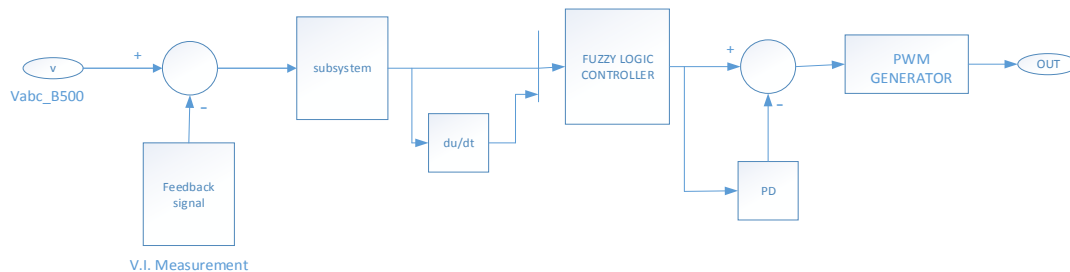 v
Vabc_B500
+
−
Feedback
signal
V.I. Measurement
subsystem
du/dt
FUZZY LOGIC
CONTROLLER
+
−
PD
PWM
GENERATOR
OUT